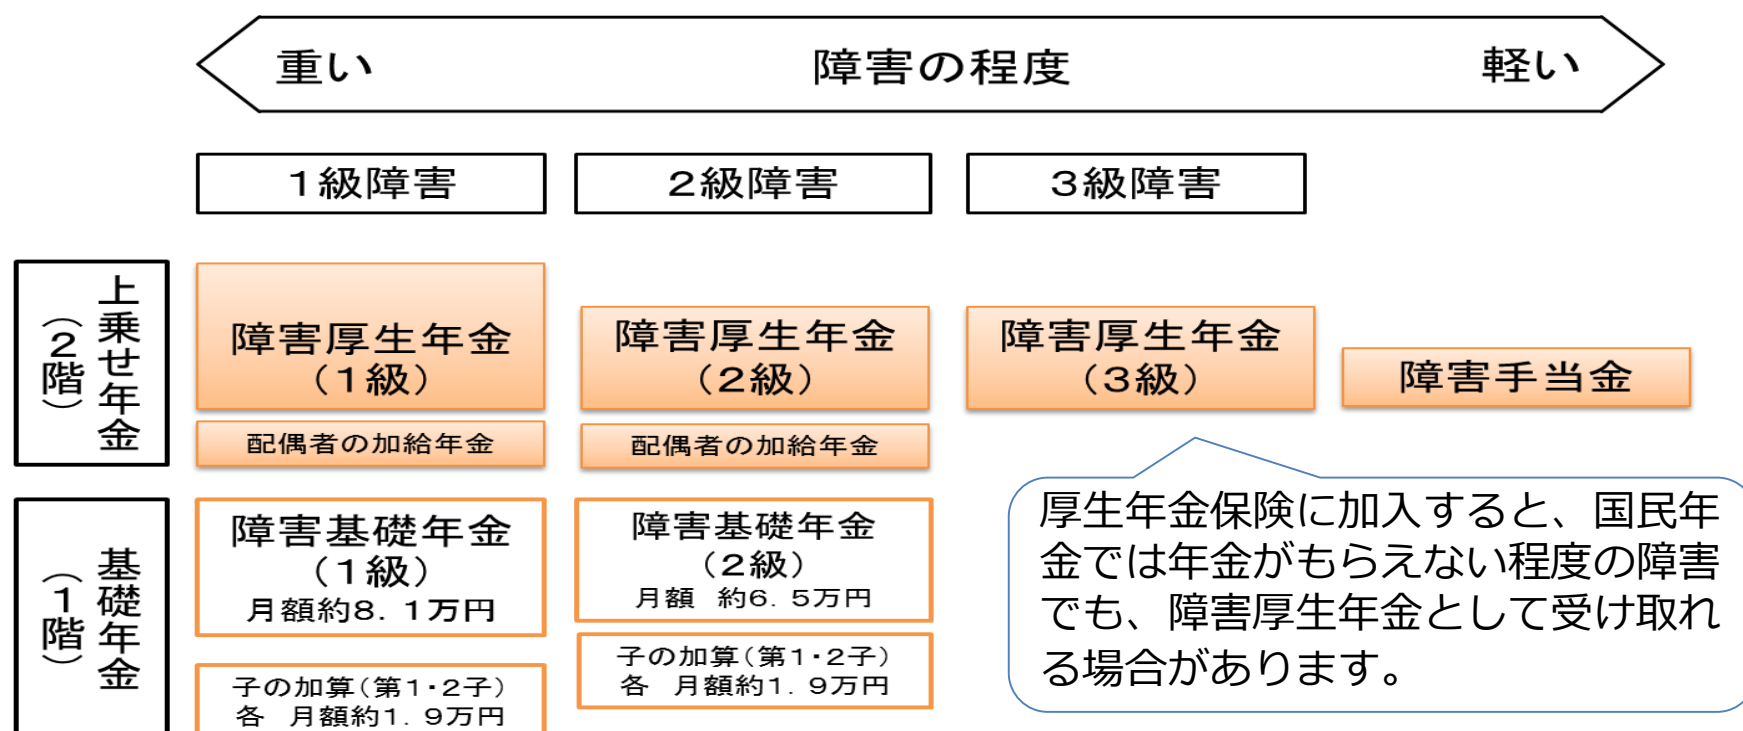 重い 障害の程度 軽い
1級障害 2級障害 3級障害
上乗せ年金
（2階）
障害厚生年金
（1級）
配偶者の加給年金
障害厚生年金
（2級）
配偶者の加給年金
障害厚生年金
（3級）
障害手当金
基礎年金
（1階）
障害基礎年金
（1級）
月額約8．1万円
子の加算（第1・2子）
各 月額約1．9万円
障害基礎年金
（2級）
月額 約6．5万円
子の加算（第1・2子）
各 月額約1．9万円
厚生年金保険に加入すると、国民年
金では年金がもらえない程度の障害
でも、障害厚生年金として受け取れ
る場合があります。